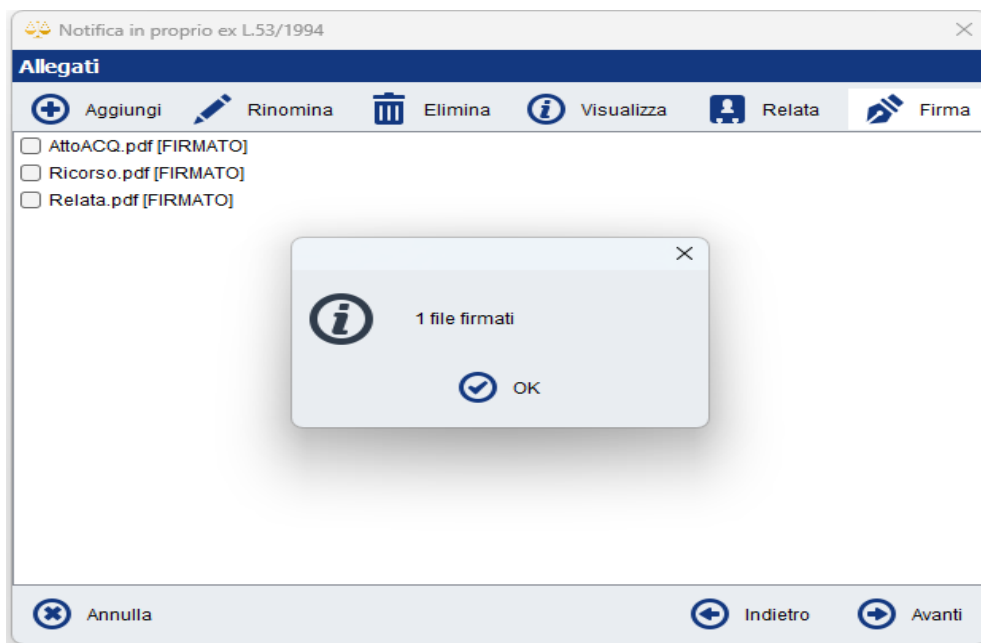 Notifica in proprio ex L.53/1994
Allegati
Aggiungi Rinomina Elimina Visualizza Relata Firma
AttoACQ.pdf [FIRMATO]
Ricorso.pdf [FIRMATO]
Relata.pdf [FIRMATO]
1 file firmati
OK
Annulla Indietro Avanti